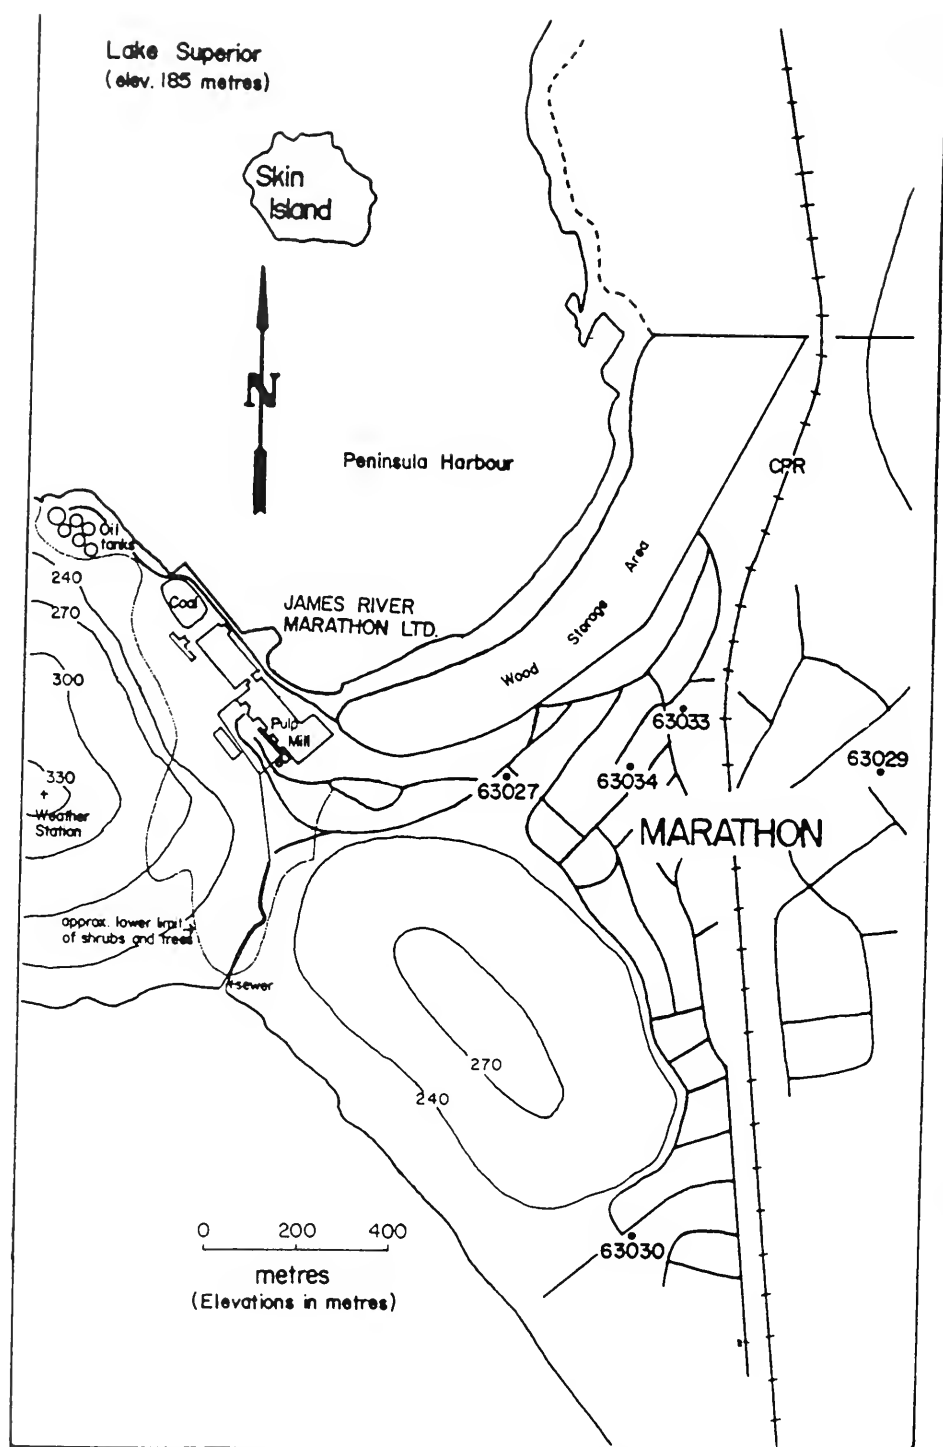 Lake Superior
(elev. 185 metres)
Skin
Island
N
Peninsula Harbour
CPR
Oil
tanks
240
270
Coal
JAMES RIVER
MARATHON LTD.
Wood Storage Area
300
Pulp
Mill
63033
63029
330
63027
63034
Weather
Station
MARATHON
approx. lower limit
of shrubs and trees
sewer
270
240
0 200 400
63030
metres
(Elevations in metres)